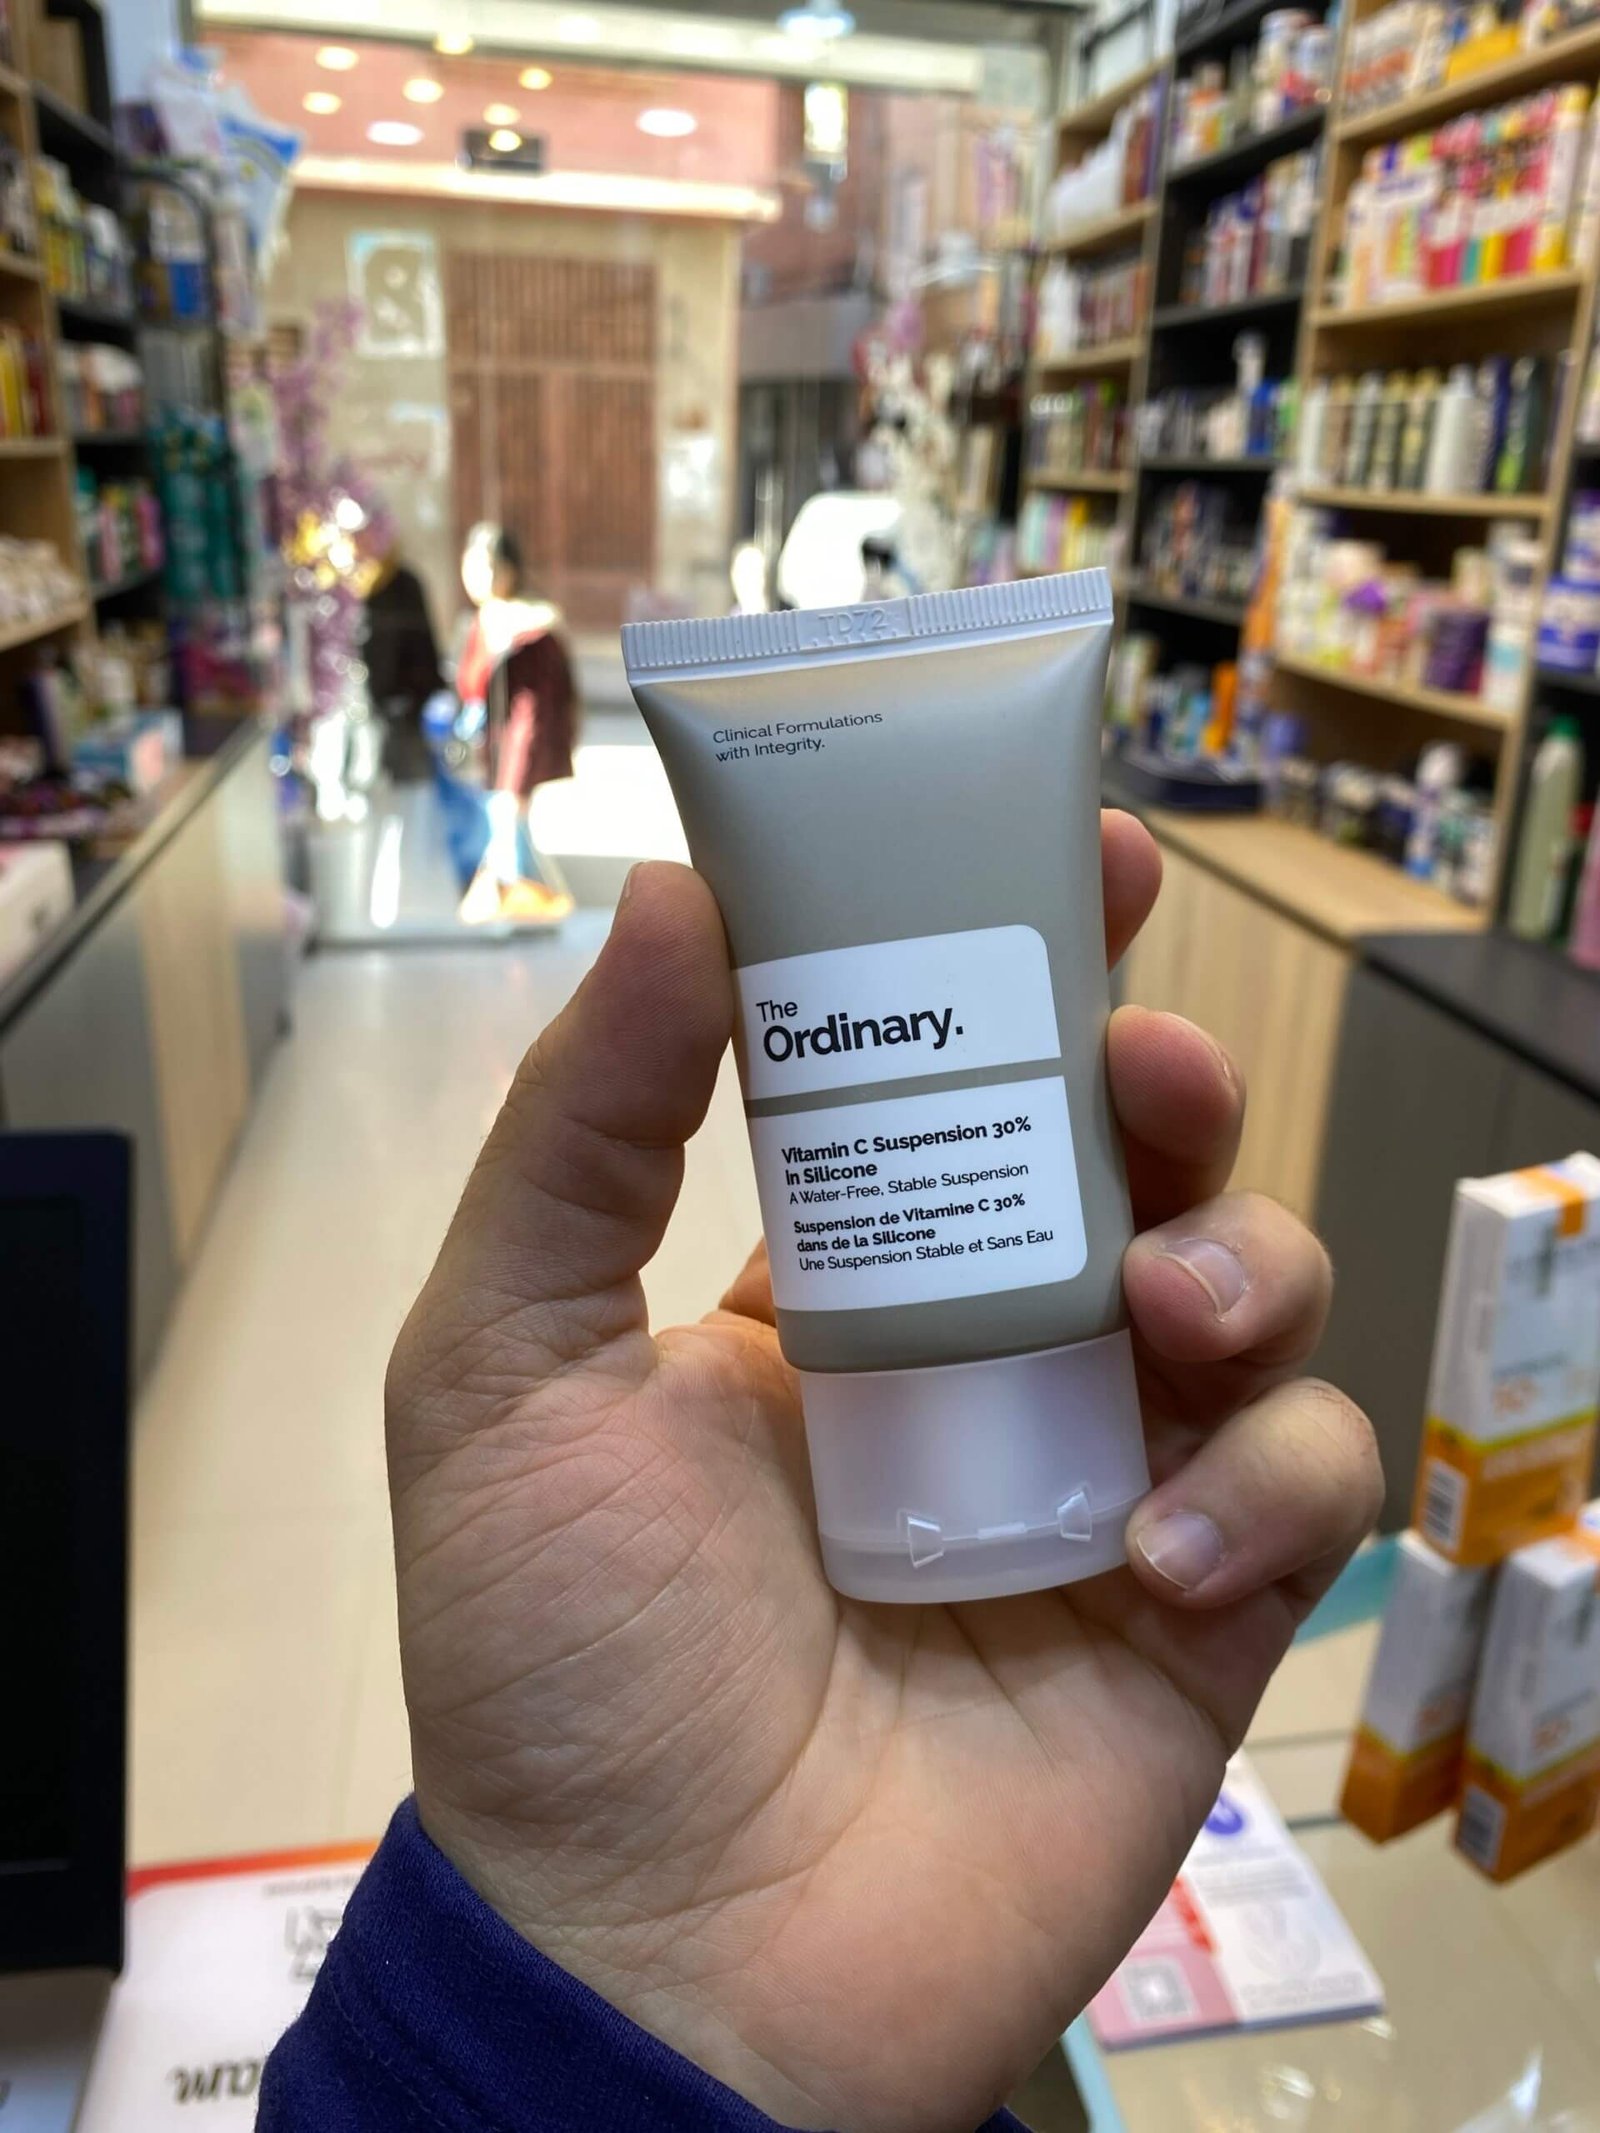 TD72
Clinical Formulations
with Integrity.
The
Ordinary.
Vitamin C Suspension 30%
in Silicone
A Water-Free, Stable Suspension
Suspension de Vitamine C 30%
dans de la Silicone
Une Suspension Stable et Sans Eau